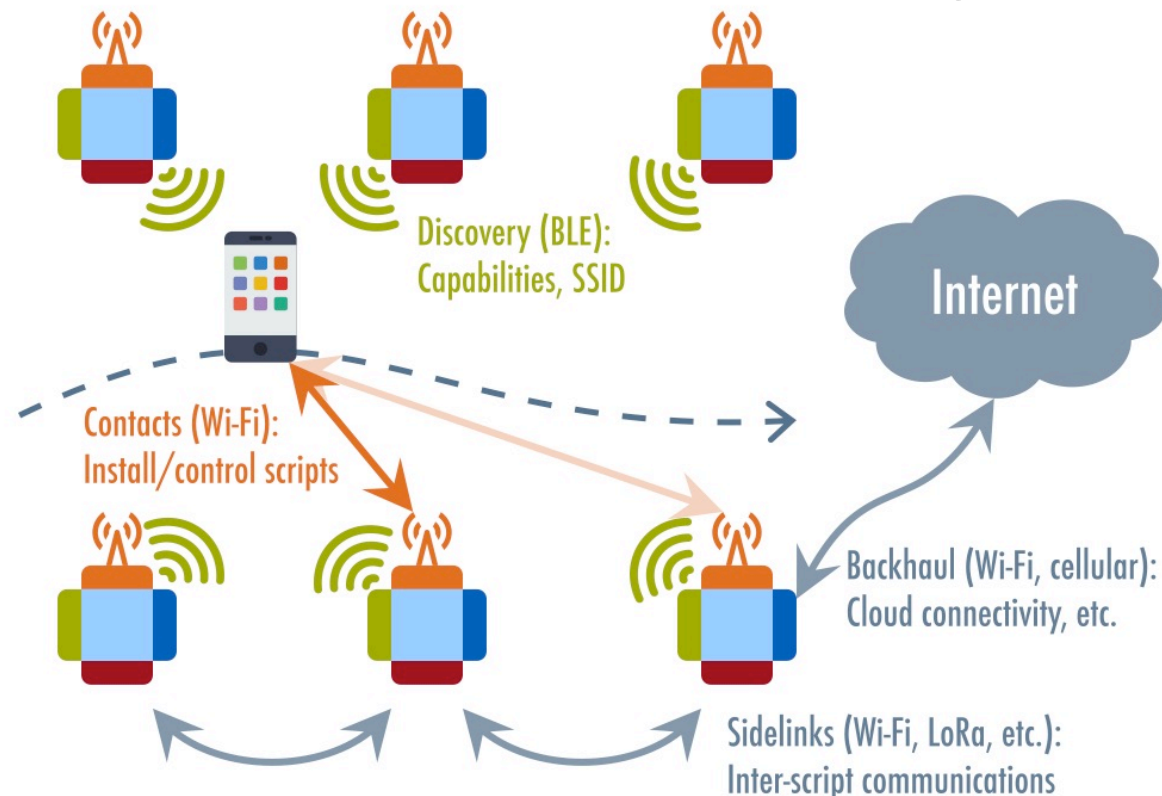 Discovery (BLE):
Capabilities, SSID
Internet
Contacts (Wi-Fi):
Install/control scripts
Backhaul (Wi-Fi, cellular):
Cloud connectivity, etc.
Sidelinks (Wi-Fi, LoRa, etc.):
Inter-script communications